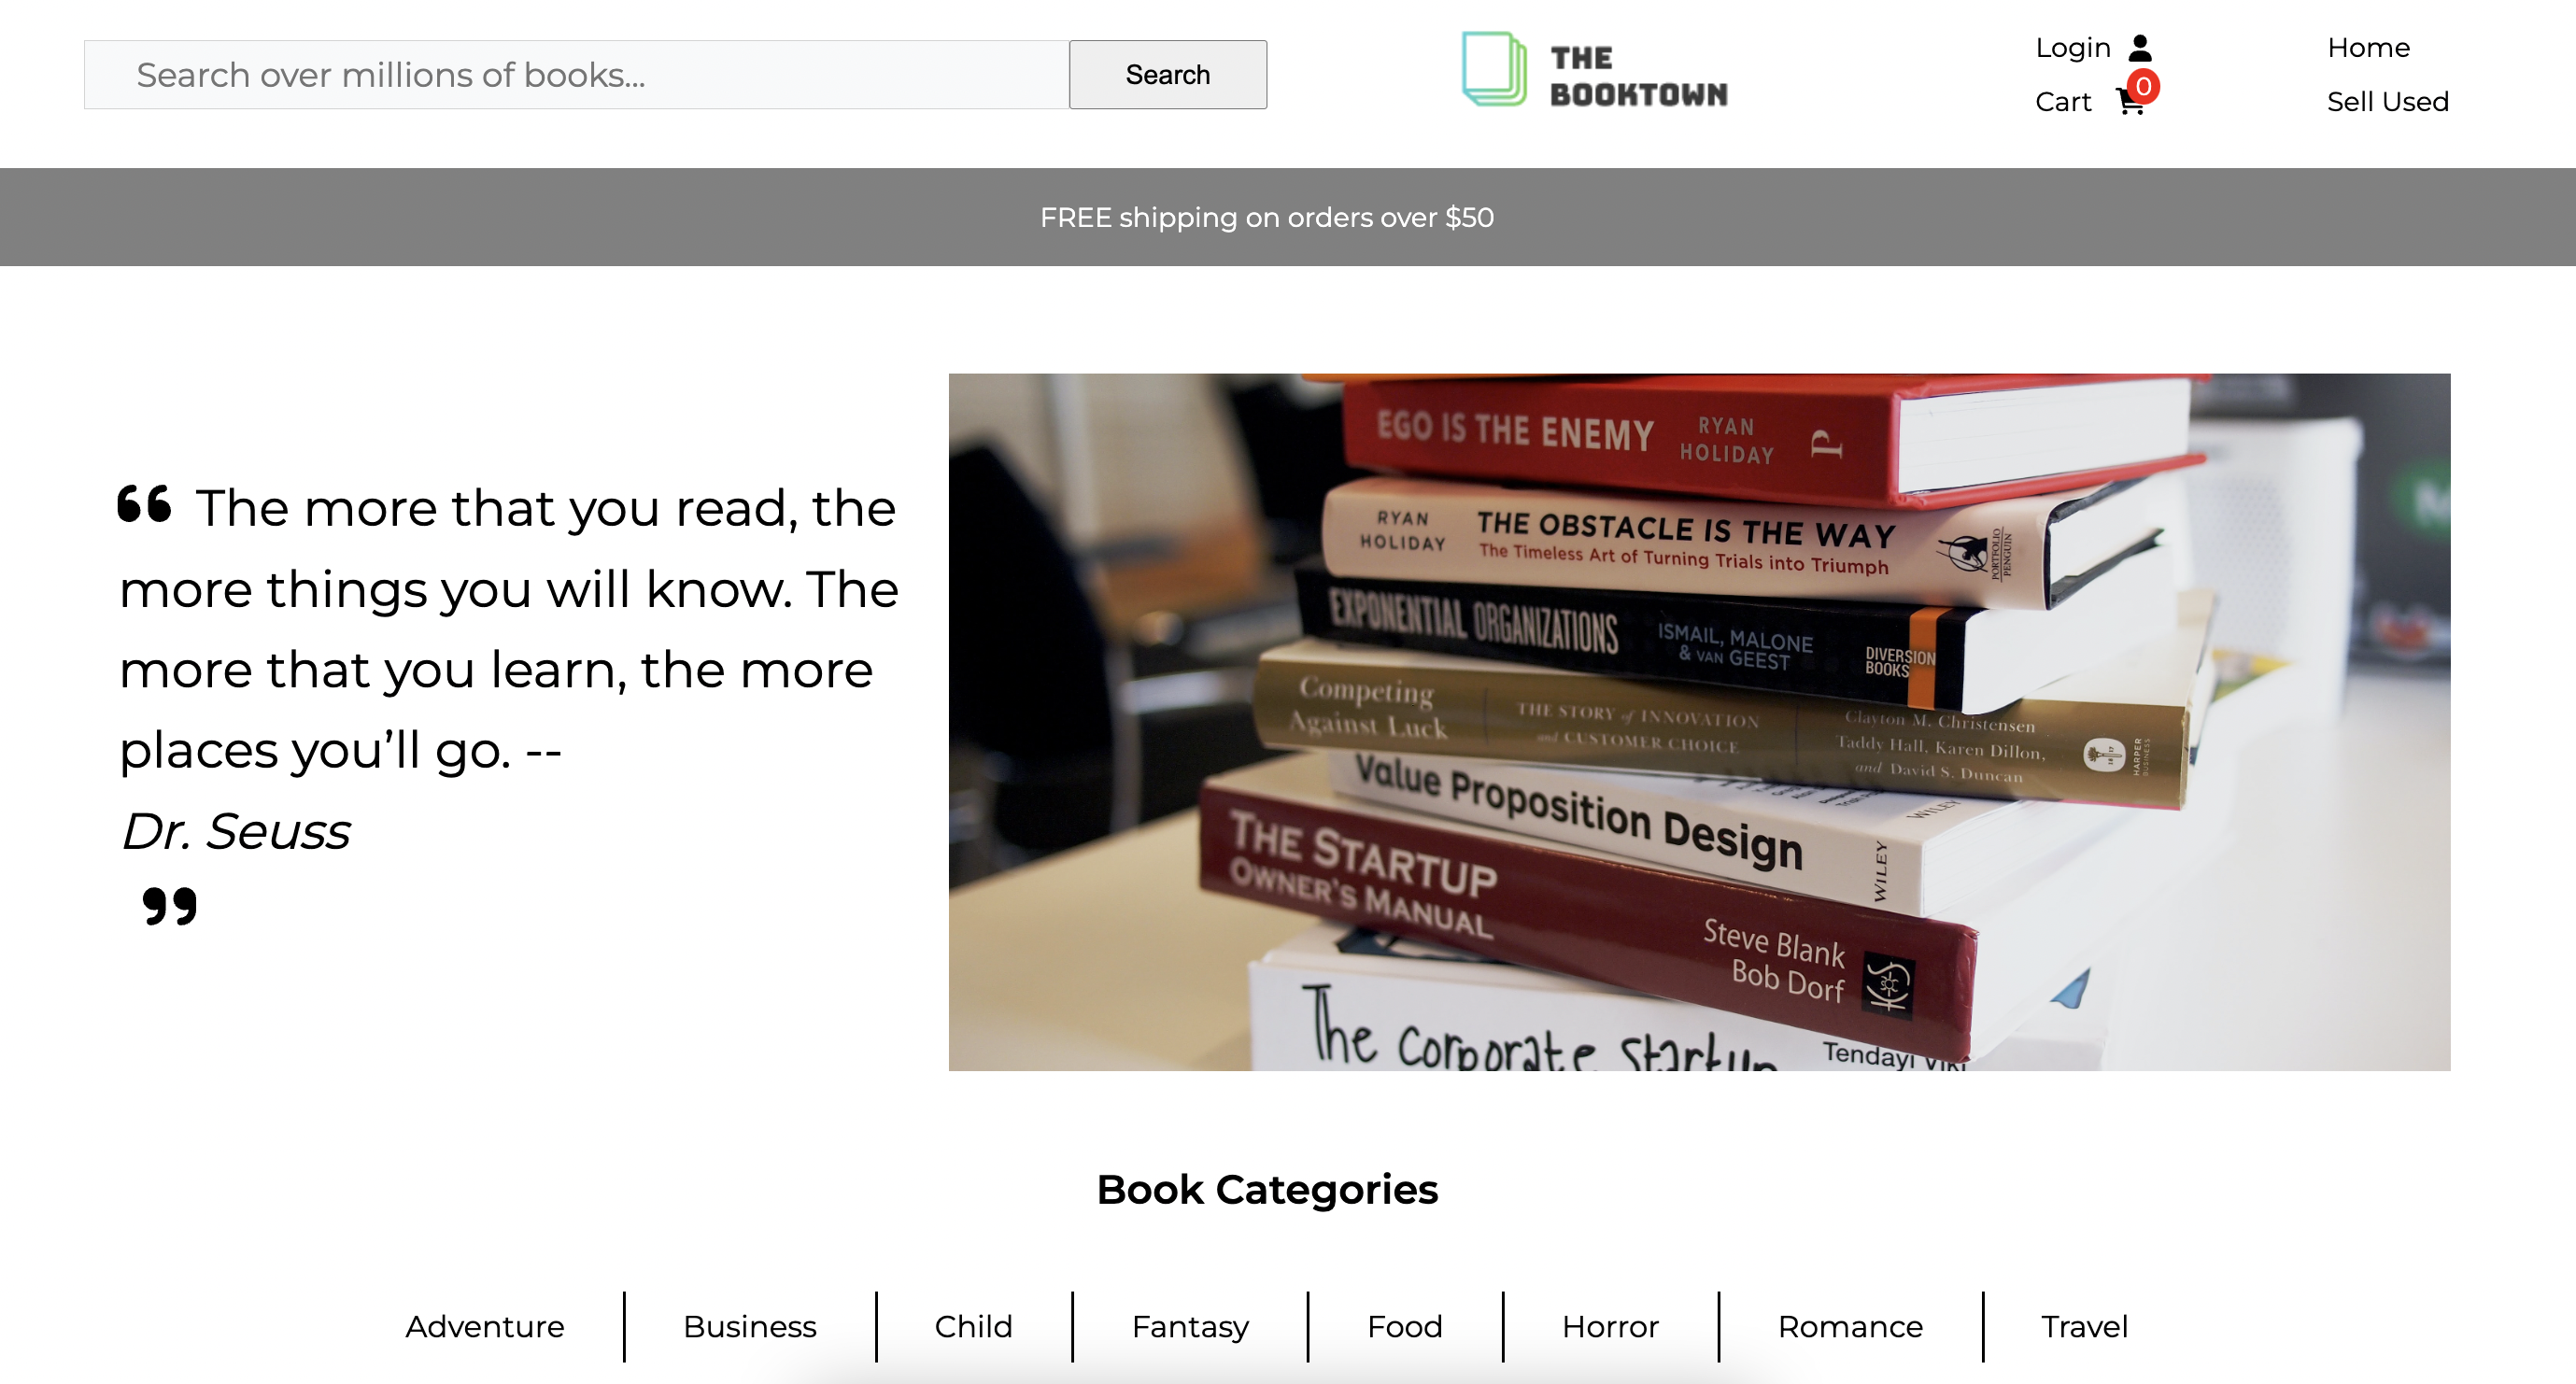 Search over millions of books...
Search
THE
BOOKTOWN
Login
Cart
0
Home
Sell Used
FREE shipping on orders over $50
“ The more that you read, the
more things you will know. The
more that you learn, the more
places you’ll go. --
Dr. Seuss
”
EGO IS THE ENEMY
RYAN
HOLIDAY
P
RYAN
HOLIDAY
THE OBSTACLE IS THE WAY
The Timeless Art of Turning Trials into Triumph
PORTFOLIO
PENGUIN
EXPONENTIAL ORGANIZATIONS
ISMAIL, MALONE
& VAN GEEST
DIVERSION
BOOKS
Competing
Against Luck
THE STORY of INNOVATION
and CUSTOMER CHOICE
Clayton M. Christensen
Taddy Hall, Karen Dillon,
and David S. Duncan
HARPER
BUSINESS
Value Proposition Design
WILEY
WILEY
THE STARTUP
OWNER'S MANUAL
Steve Blank
Bob Dorf
The Corporate Startup
Tendayi Viki
Book Categories
Adventure
Business
Child
Fantasy
Food
Horror
Romance
Travel